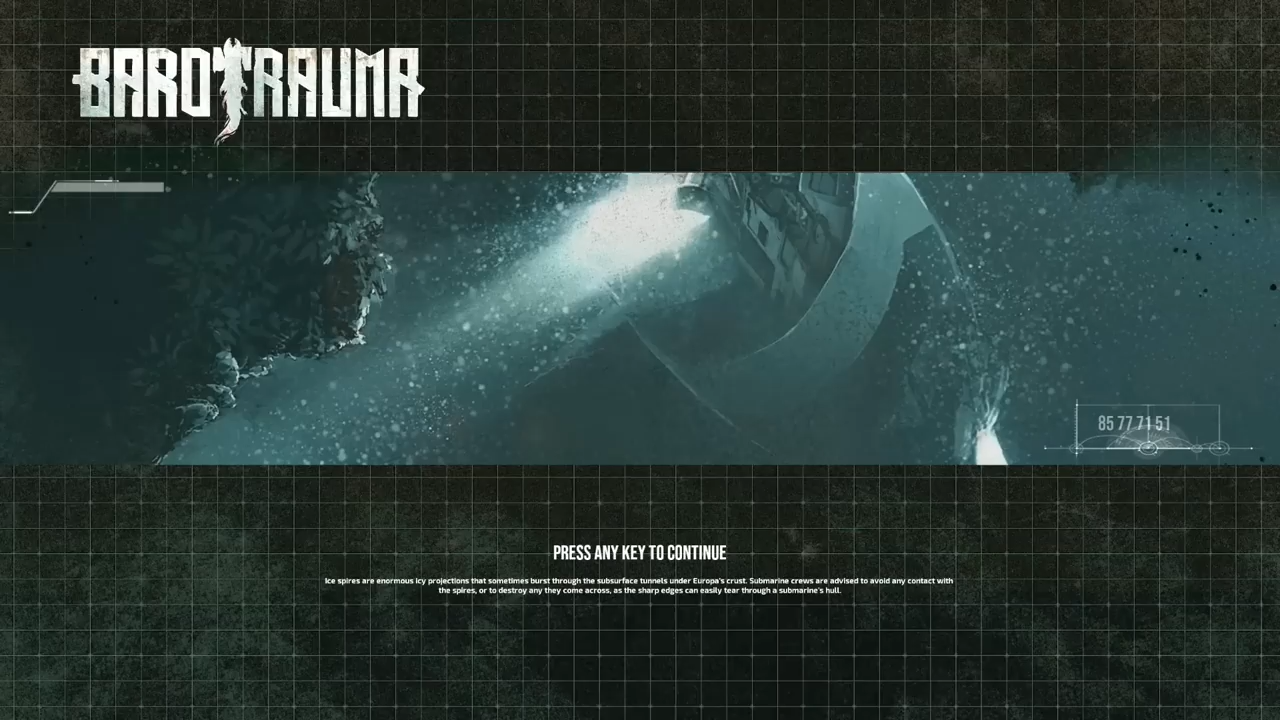 BAROTRAUMA
85 77 71 51
PRESS ANY KEY TO CONTINUE
Ice spires are enormous icy projections that sometimes burst through the subsurface tunnels under Europa's crust. Submarine crews are advised to avoid any contact with
the spires, or to destroy any they come across, as the sharp edges can easily tear through a submarine's hull.